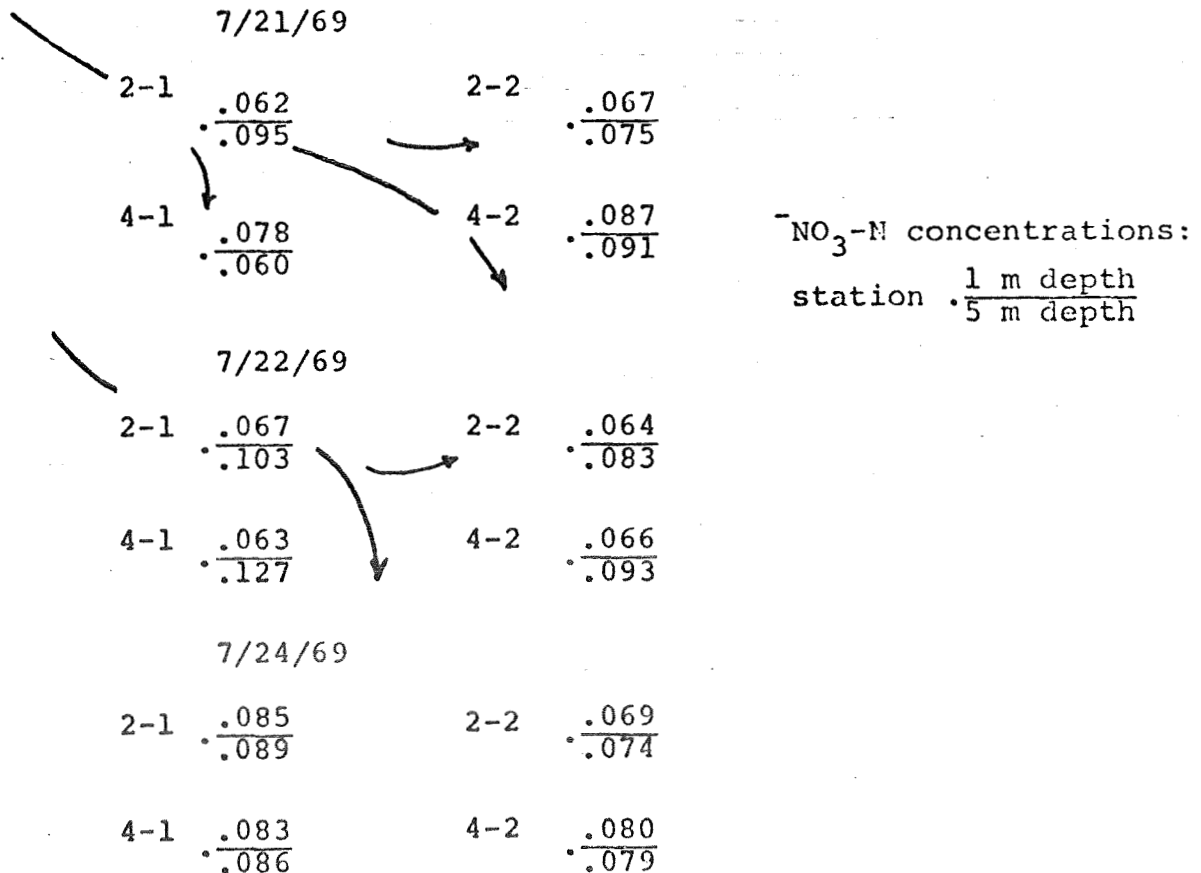 7/21/69
2-1 .062 2-2 .067
.095 .075
4-1 .078 4-2 .087
.060 .091
7/22/69
2-1 .067 2-2 .064
.103 .083
4-1 .063 4-2 .066
.127 .093
7/24/69
2-1 .085 2-2 .069
.089 .074
4-1 .083 4-2 .080
.086 .079
-NO3-N concentrations:
station . 1 m depth
5 m depth